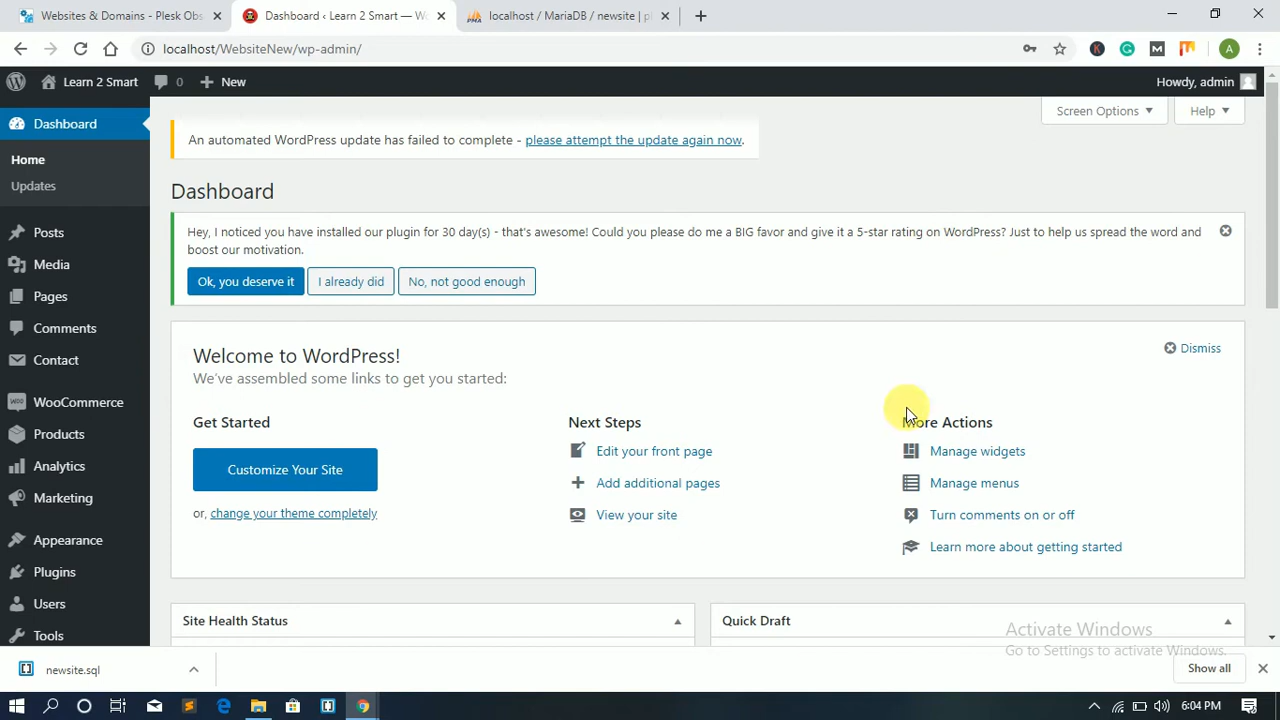 Websites & Domains - Plesk Obs
Dashboard ‹ Learn 2 Smart — W
localhost / MariaDB / newsite | p
localhost/WebsiteNew/wp-admin/
Learn 2 Smart
0
New
Howdy, admin
Dashboard
Home
Updates
Posts
Media
Pages
Comments
Contact
WooCommerce
Products
Analytics
Marketing
Appearance
Plugins
Users
Tools
Screen Options
Help
An automated WordPress update has failed to complete - please attempt the update again now.
Dashboard
Hey, I noticed you have installed our plugin for 30 day(s) - that's awesome! Could you please do me a BIG favor and give it a 5-star rating on WordPress? Just to help us spread the word and
boost our motivation.
Ok, you deserve it
I already did
No, not good enough
Welcome to WordPress!
Dismiss
We've assembled some links to get you started:
Get Started
Customize Your Site
or, change your theme completely
Next Steps
Edit your front page
Add additional pages
View your site
More Actions
Manage widgets
Manage menus
Turn comments on or off
Learn more about getting started
Site Health Status
Quick Draft
Activate Windows
Go to Settings to activate Windows.
newsite.sql
Show all
6:04 PM